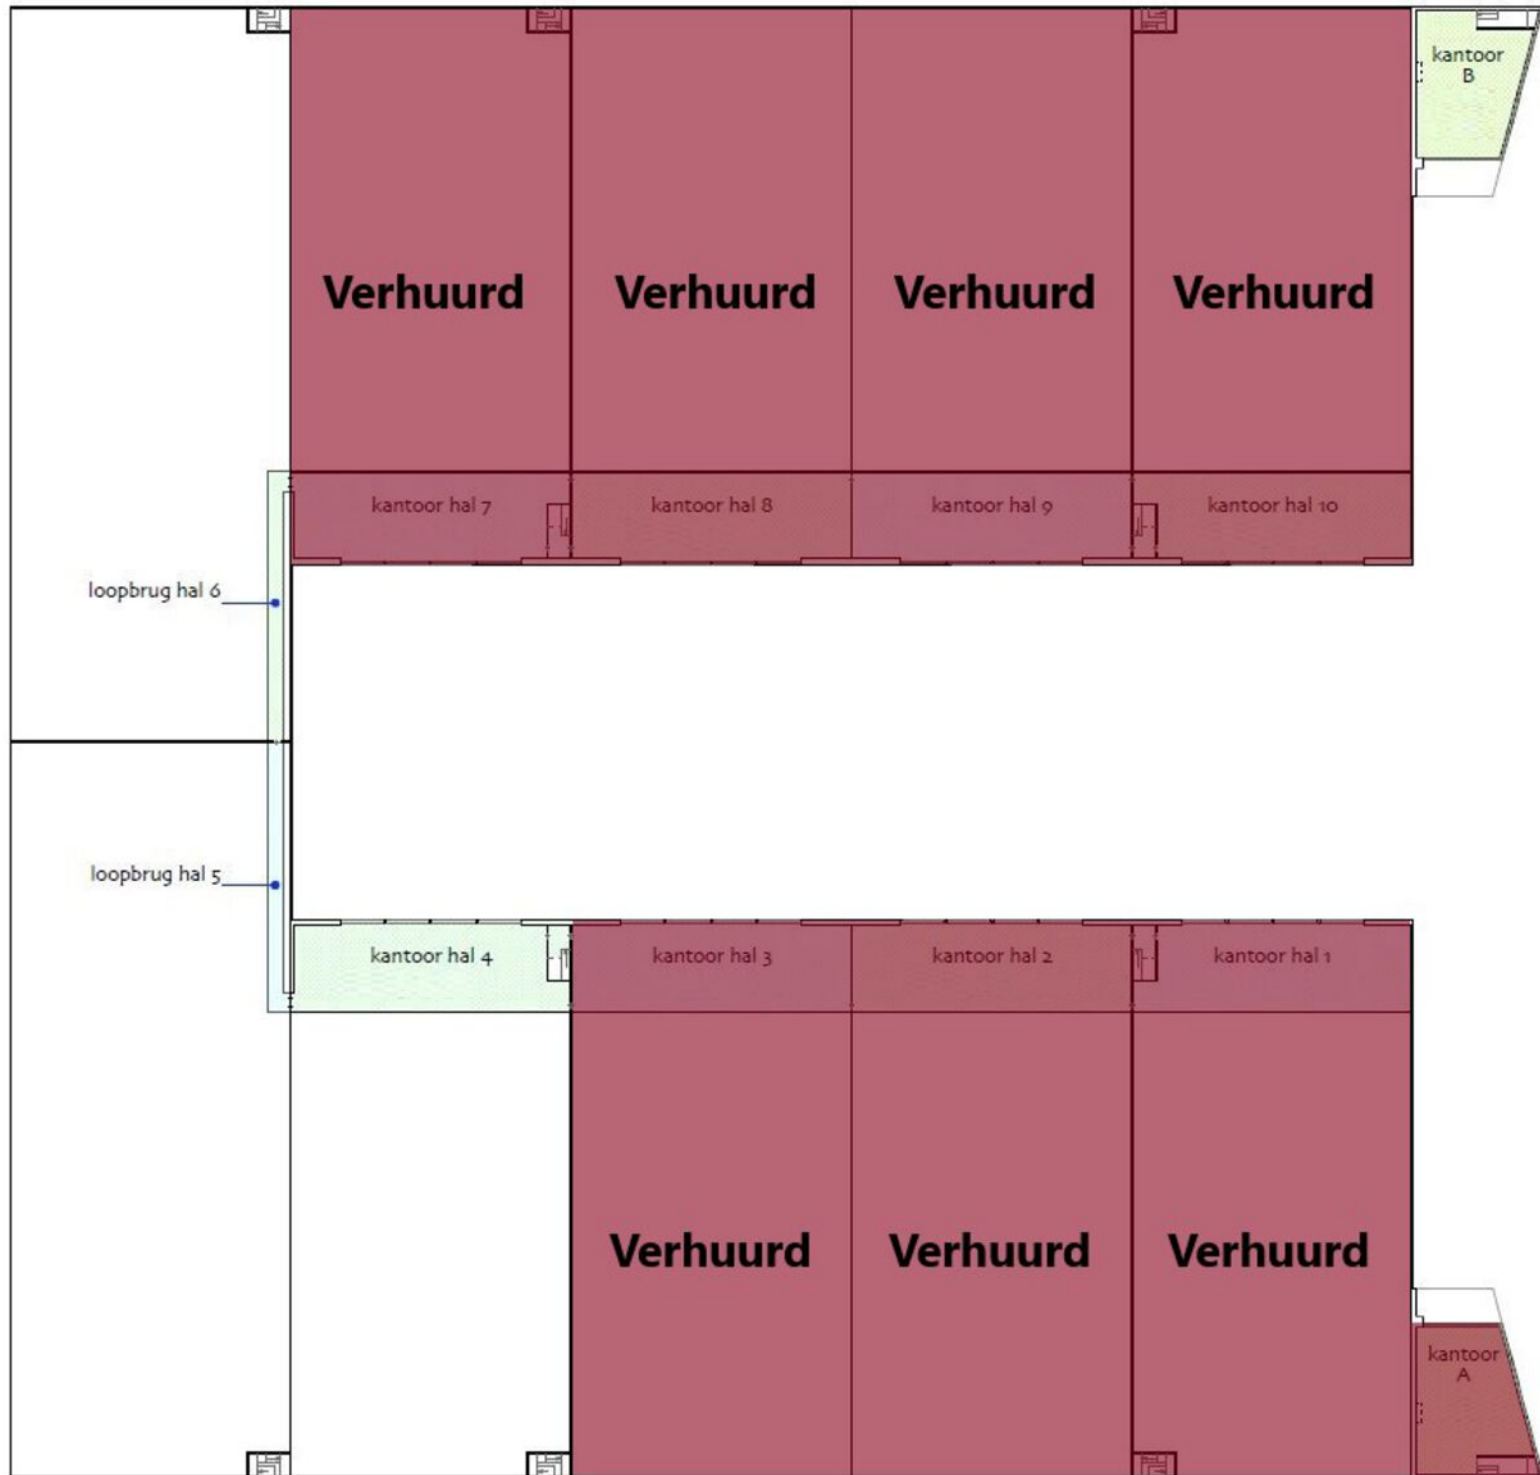 kantoor
B
Verhuurd
Verhuurd
Verhuurd
Verhuurd
kantoor hal 7
kantoor hal 8
kantoor hal 9
kantoor hal 10
loopbrug hal 6
loopbrug hal 5
kantoor hal 4
kantoor hal 3
kantoor hal 2
kantoor hal 1
Verhuurd
Verhuurd
Verhuurd
kantoor
A